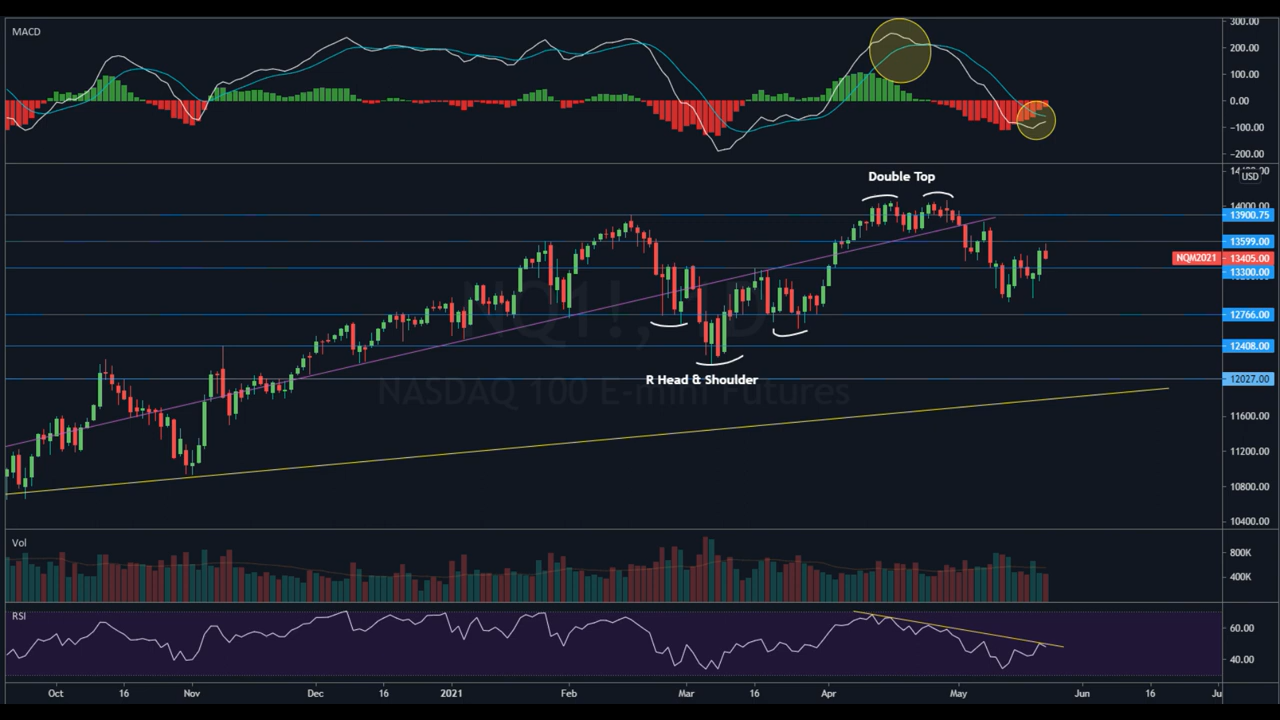 MACD
300.00
200.00
100.00
0.00
-100.00
-200.00
USD
Double Top
14000.00
13900.75
13599.00
NQM2021 13405.00
13300.00
12766.00
12408.00
12027.00
11600.00
11200.00
10800.00
10400.00
R Head & Shoulder
NQ1!, 1D
NASDAQ 100 E-mini Futures
Vol
800K
400K
RSI
60.00
40.00
Oct 16 Nov Dec 16 2021 Feb Mar 16 Apr May Jun 16